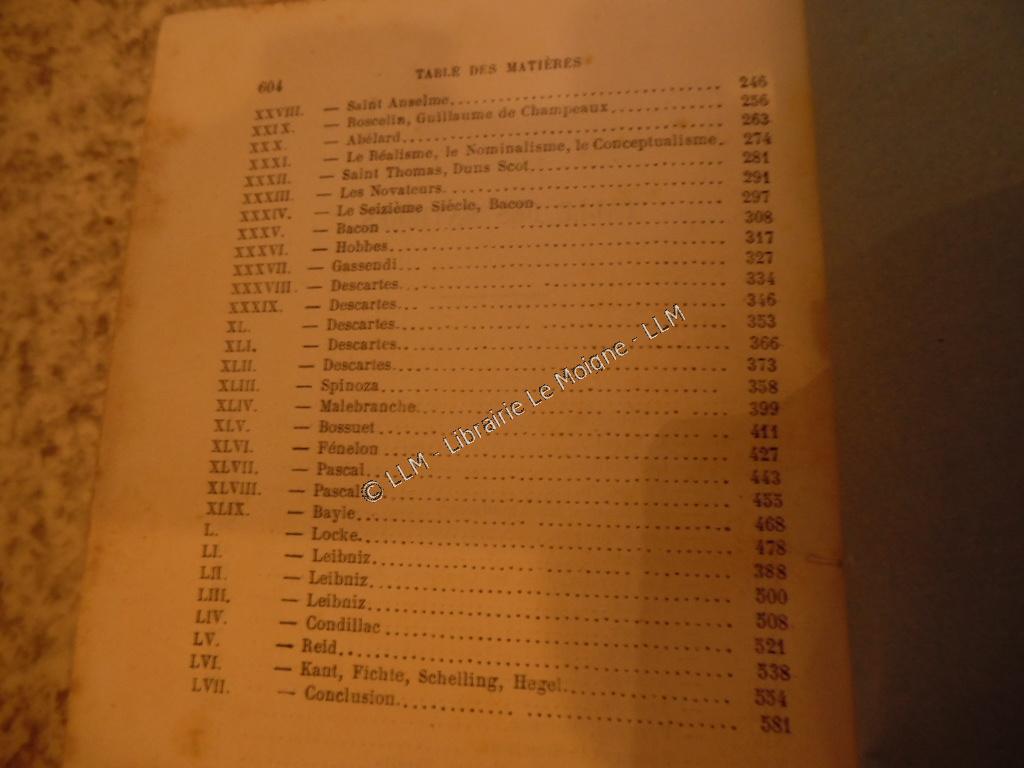 604 TABLE DES MATIÈRES
XXVIII. — Saint Anselme. 246
XXIX. — Roscelin, Guillaume de Champeaux 256
XXX. — Abélard 263
XXXI. — Le Réalisme, le Nominalisme, le Conceptualisme. 274
XXXII. — Saint Thomas, Duns Scot. 281
XXXIII. — Les Novateurs. 291
XXXIV. — Le Seizième Siècle, Bacon. 297
XXXV. — Bacon 308
XXXVI. — Hobbes. 317
XXXVII. — Gassendi. 327
XXXVIII. — Descartes. 334
XXXIX. — Descartes. 346
XL. — Descartes. 353
XLI. — Descartes. 366
XLII. — Descartes. 373
XLIII. — Spinoza 358
XLIV. — Malebranche. 399
XLV. — Bossuet 411
XLVI. — Fénelon 427
XLVII. — Pascal. 443
XLVIII. — Pascal 455
XLIX. — Bayle. 468
L. — Locke. 478
LI. — Leibniz 388
LII. — Leibniz. 500
LIII. — Leibniz. 508
LIV. — Condillac 521
LV. — Reid. 538
LVI. — Kant, Fichte, Schelling, Hegel. 554
LVII. — Conclusion. 581
© LLM - Librairie Le Moigne - LLM